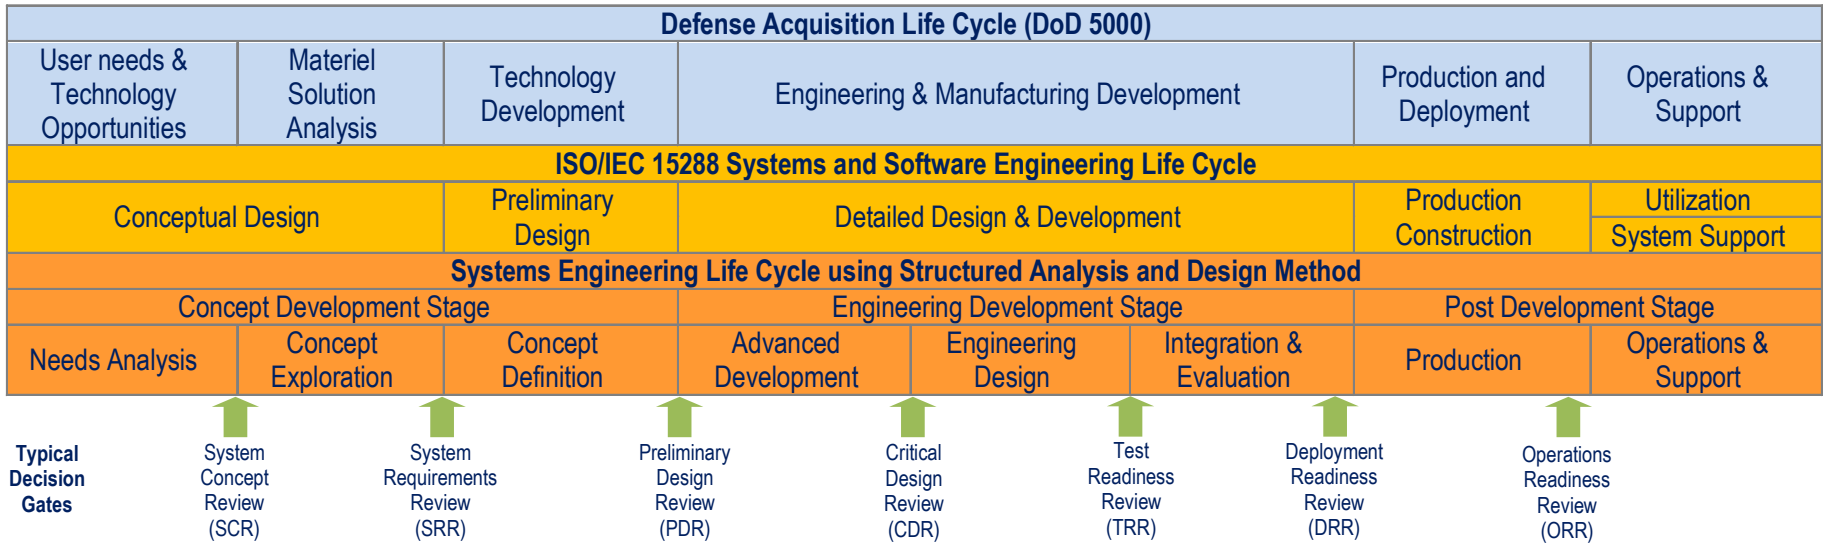 Defense Acquisition Life Cycle (DoD 5000)
User needs &
Technology
Opportunities
Materiel
Solution
Analysis
Technology
Development
Engineering & Manufacturing Development
Production and
Deployment
Operations &
Support
ISO/IEC 15288 Systems and Software Engineering Life Cycle
Conceptual Design
Preliminary
Design
Detailed Design & Development
Production
Construction
Utilization
System Support
Systems Engineering Life Cycle using Structured Analysis and Design Method
Concept Development Stage
Engineering Development Stage
Post Development Stage
Needs Analysis
Concept
Exploration
Concept
Definition
Advanced
Development
Engineering
Design
Integration &
Evaluation
Production
Operations &
Support
Typical
Decision
Gates
System
Concept
Review
(SCR)
System
Requirements
Review
(SRR)
Preliminary
Design
Review
(PDR)
Critical
Design
Review
(CDR)
Test
Readiness
Review
(TRR)
Deployment
Readiness
Review
(DRR)
Operations
Readiness
Review
(ORR)